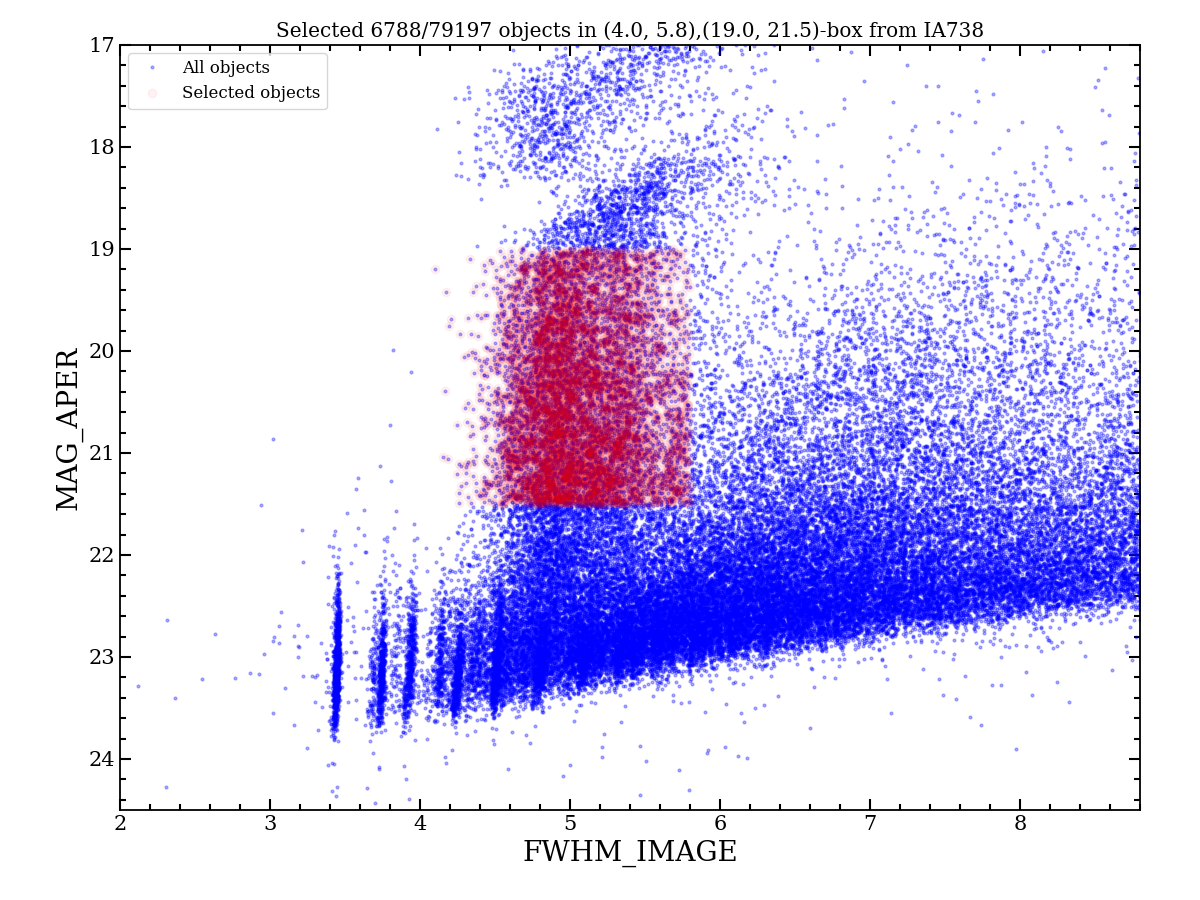 Selected 6788/79197 objects in (4.0, 5.8),(19.0, 21.5)-box from IA738
All objects
Selected objects
17
18
19
20
21
22
23
24
MAG_APER
2 3 4 5 6 7 8
FWHM_IMAGE